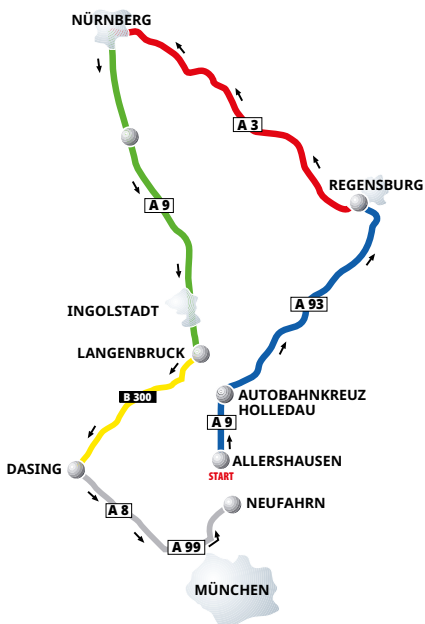 NÜRNBERG
A 3
REGENSBURG
A 9
A 93
INGOLSTADT
LANGENBRUCK
B 300
AUTOBAHNKREUZ
HOLLEDAU
A 9
ALLERSHAUSEN
START
DASING
NEUFAHRN
A 8
A 99
MÜNCHEN